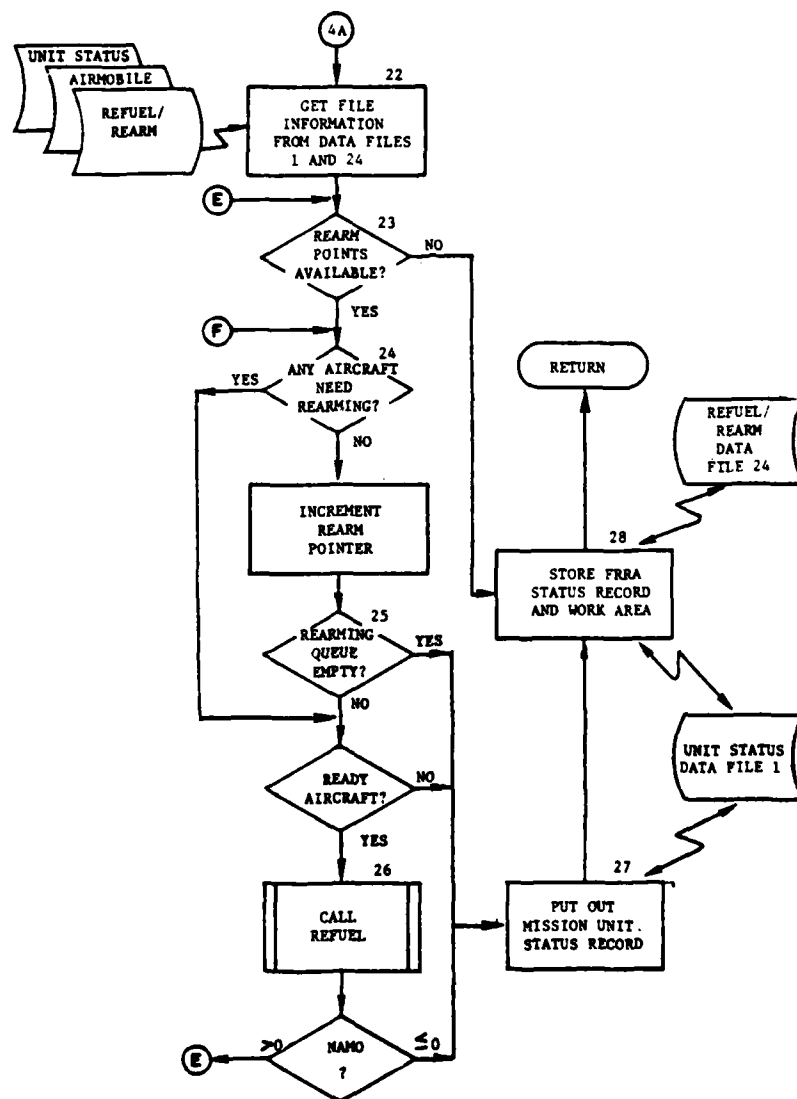 4A
UNIT STATUS
AIRMOBILE
REFUEL/
REARM
22
GET FILE
INFORMATION
FROM DATA FILES
1 AND 24
E
23
REARM
POINTS
AVAILABLE?
NO
YES
F
24
ANY AIRCRAFT
NEED
REARMING?
YES
NO
RETURN
REFUEL/
REARM
DATA
FILE 24
INCREMENT
REARM
POINTER
28
STORE FRRA
STATUS RECORD
AND WORK AREA
25
REARMING
QUEUE
EMPTY?
YES
NO
UNIT STATUS
DATA FILE 1
READY
AIRCRAFT?
NO
YES
26
CALL
REFUEL
27
PUT OUT
MISSION UNIT.
STATUS RECORD
E
>0
NAMO
?
≤0